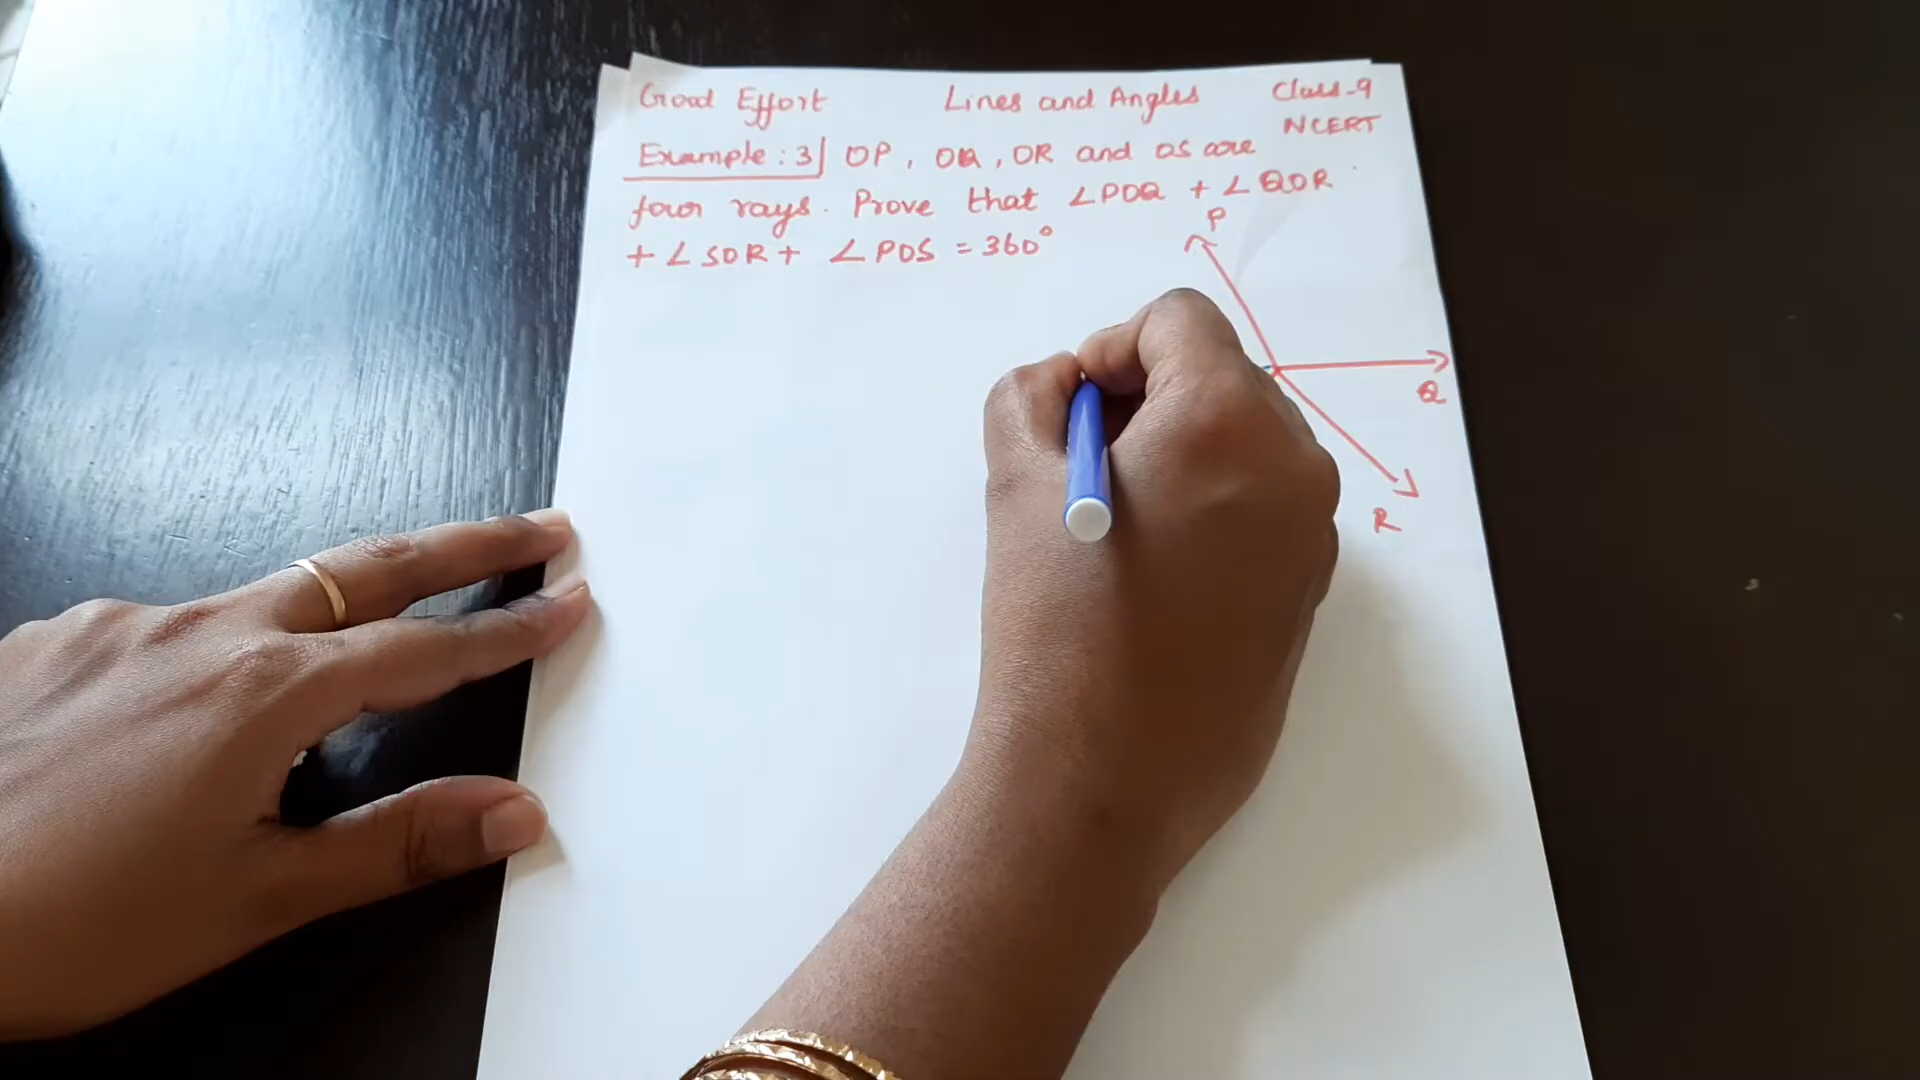 Good Effort Lines and Angles Class-9
NCERT
Example: 3 OP, OQ, OR and OS are
four rays. Prove that ∠POQ + ∠QOR
+ ∠SOR + ∠POS = 360°
P
Q
R